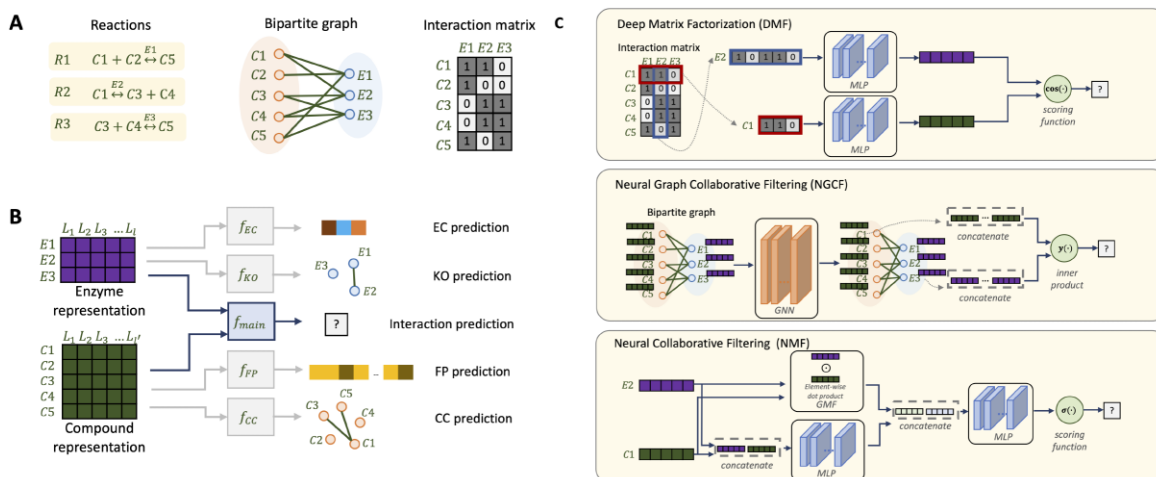 A
Reactions
R1 C1 + C2 ↔ C5
E1
R2 C1 ↔ C3 + C4
E2
R3 C3 + C4 ↔ C5
E3
Bipartite graph
C1
C2
C3
C4
C5
E1
E2
E3
Interaction matrix
E1 E2 E3
C1 1 1 0
C2 1 0 0
C3 0 1 1
C4 0 1 1
C5 1 0 1
B
L₁ L₂ L₃ ...Lₗ
E1
E2
E3
Enzyme
representation
L₁ L₂ L₃ ...Lₗ'
C1
C2
C3
C4
C5
Compound
representation
f_EC
f_KO
f_main
f_FP
f_CC
E1
E3
E2
?
...
C5
C3
C4
C2
C1
EC prediction
KO prediction
Interaction prediction
FP prediction
CC prediction
C
Deep Matrix Factorization (DMF)
Interaction matrix
E1 E2 E3
C1 1 1 0
C2 1 0 0
C3 0 1 1
C4 0 1 1
C5 1 0 1
E2 1 0 1 1 0
C1 1 1 0
MLP
MLP
cos(·)
scoring
function
?
Neural Graph Collaborative Filtering (NGCF)
Bipartite graph
C1
C2
C3
C4
C5
E1
E2
E3
GNN
C1
C2
C3
C4
C5
E1
E2
E3
...
concatenate
...
concatenate
y(·)
inner
product
?
Neural Collaborative Filtering (NMF)
E2
C1
Element-wise
dot product
GMF
concatenate
MLP
concatenate
MLP
σ(·)
scoring
function
?